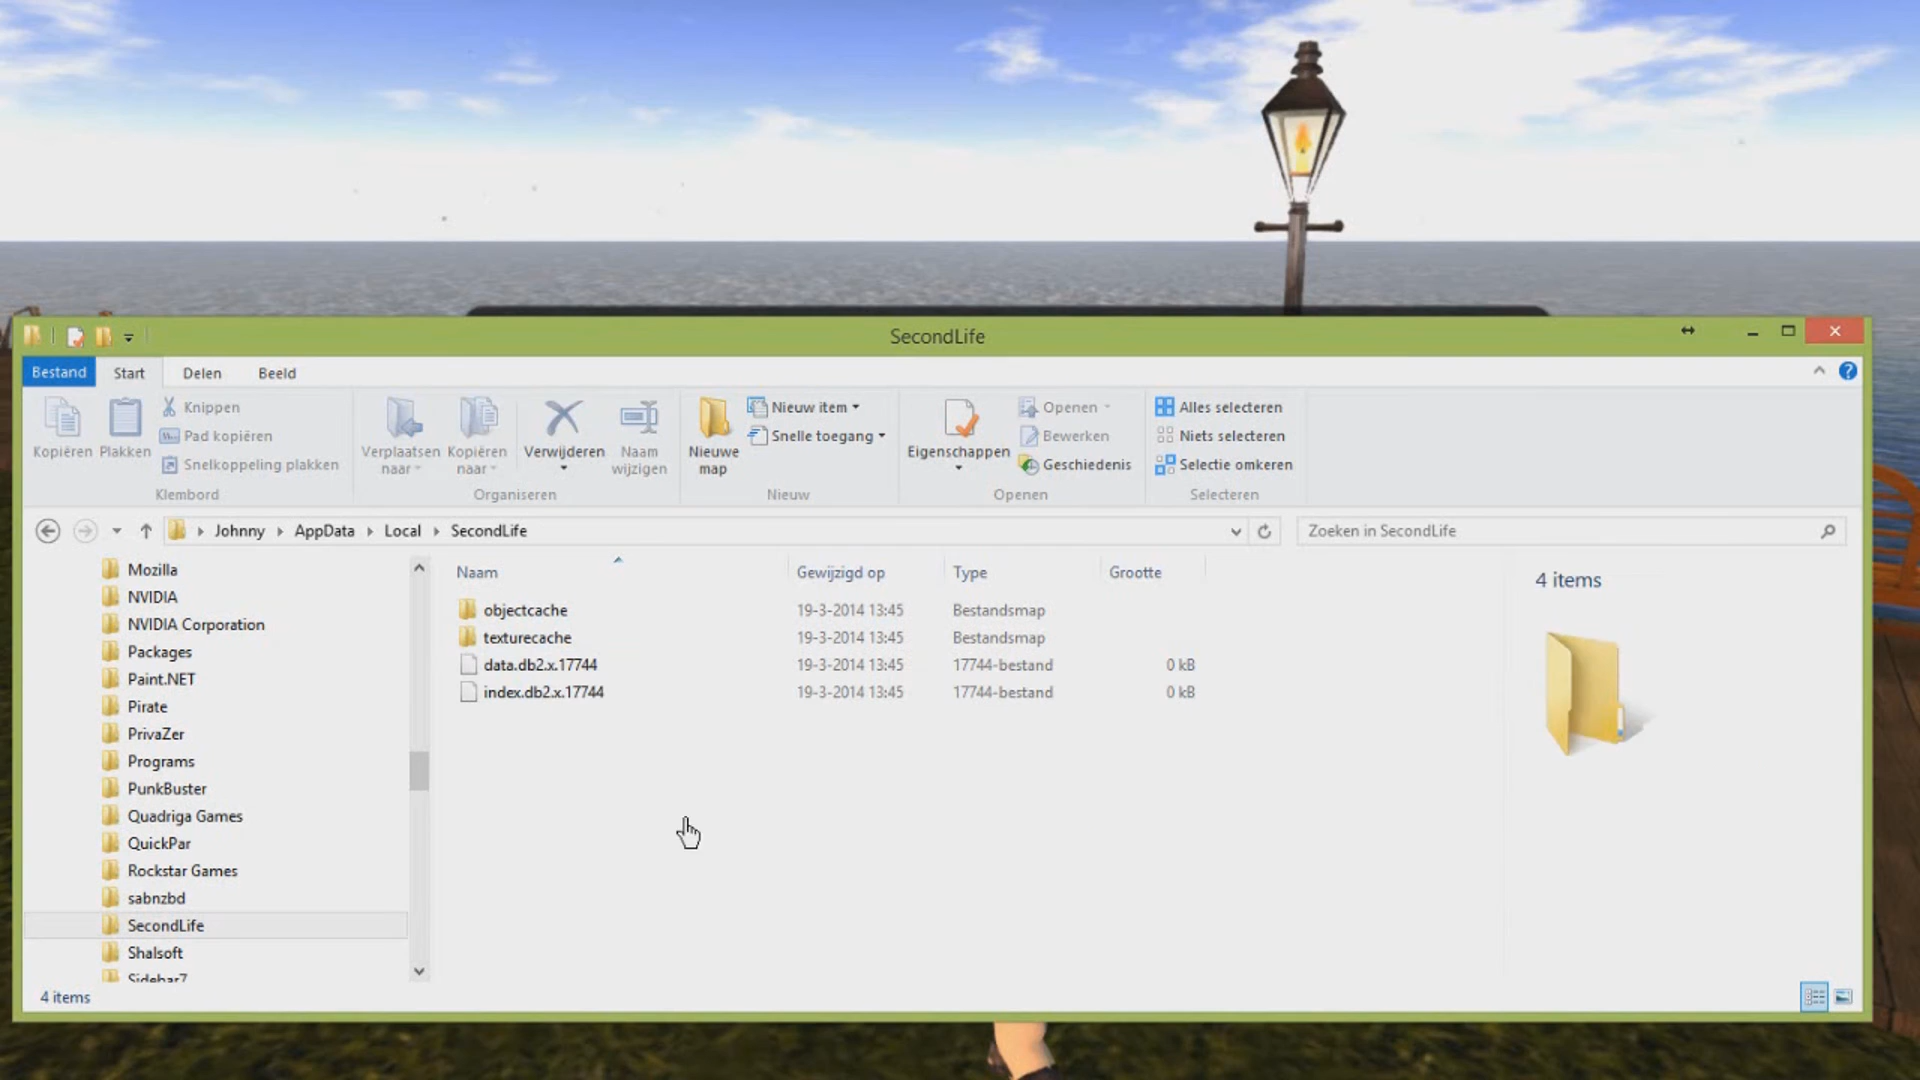 SecondLife
Bestand Start Delen Beeld
Kopiëren
Plakken
Knippen
Pad kopiëren
Snelkoppeling plakken
Klembord
Verplaatsen naar
Kopiëren naar
Verwijderen
Naam wijzigen
Organiseren
Nieuwe map
Nieuw item
Snelle toegang
Nieuw
Eigenschappen
Openen
Bewerken
Geschiedenis
Openen
Alles selecteren
Niets selecteren
Selectie omkeren
Selecteren
Johnny AppData Local SecondLife
Zoeken in SecondLife
Mozilla
NVIDIA
NVIDIA Corporation
Packages
Paint.NET
Pirate
PrivaZer
Programs
PunkBuster
Quadriga Games
QuickPar
Rockstar Games
sabnzbd
SecondLife
Shalsoft
Sidebar7
Naam Gewijzigd op Type Grootte
objectcache 19-3-2014 13:45 Bestandsmap
texturecache 19-3-2014 13:45 Bestandsmap
data.db2.x.17744 19-3-2014 13:45 17744-bestand 0 kB
index.db2.x.17744 19-3-2014 13:45 17744-bestand 0 kB
4 items
4 items